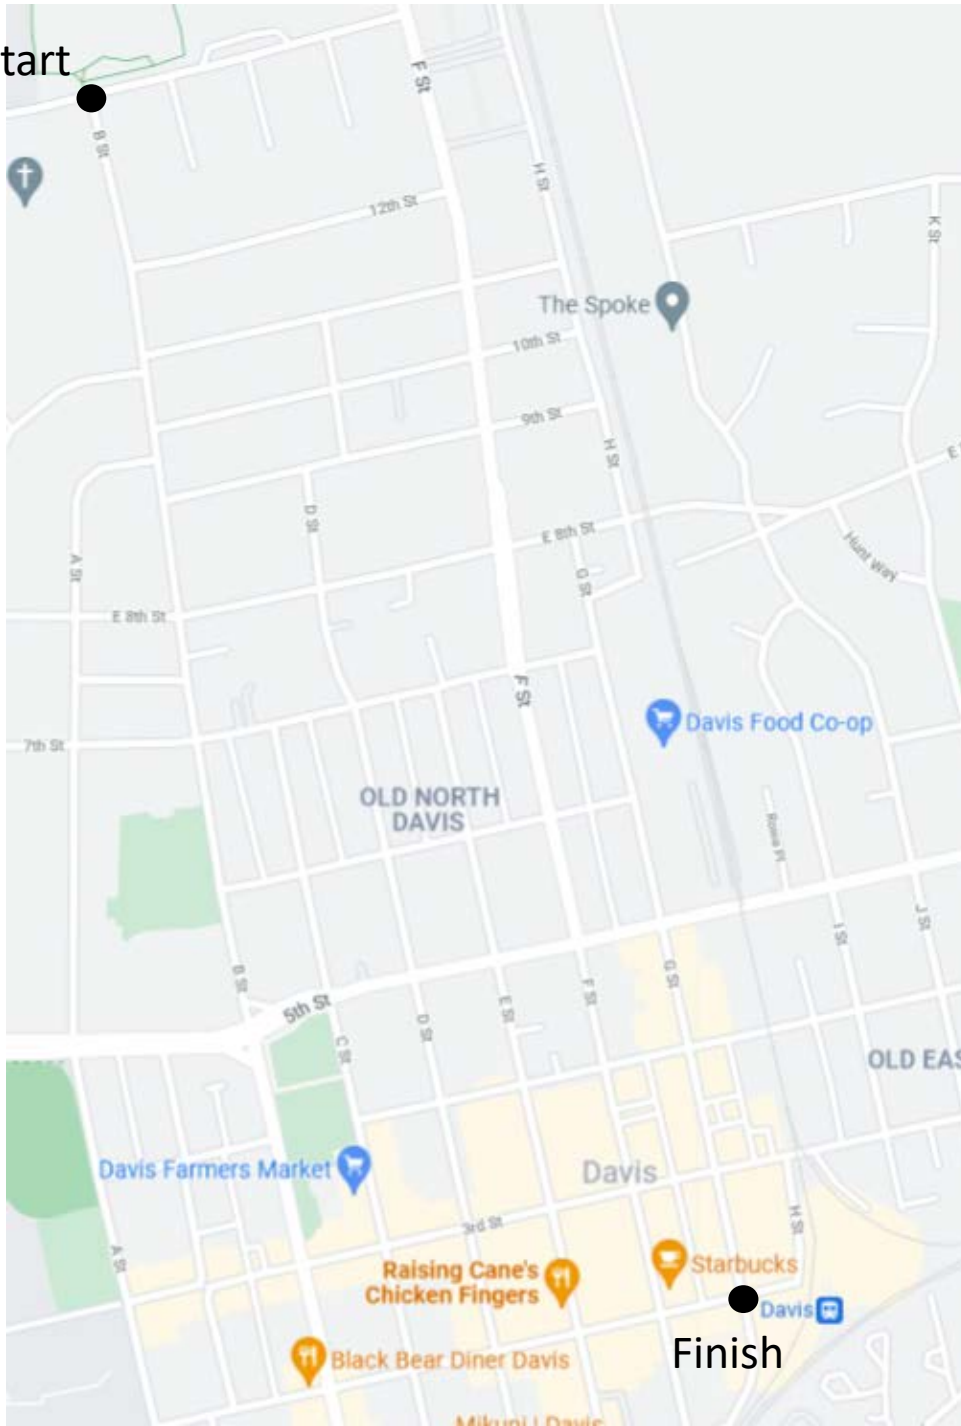 tart
F St
B St
H St
12th St
K St
The Spoke
10th St
9th St
H St
E
D St
E 8th St
Hunt Way
A St
G St
E 8th St
F St
Davis Food Co-op
7th St
OLD NORTH
DAVIS
Rowe Pl
J St
I St
B St
G St
F St
E St
5th St
D St
C St
OLD EAS
Davis Farmers Market
Davis
3rd St
H St
A St
Raising Cane's
Chicken Fingers
Starbucks
Davis
Finish
Black Bear Diner Davis
Mikuni | Davis